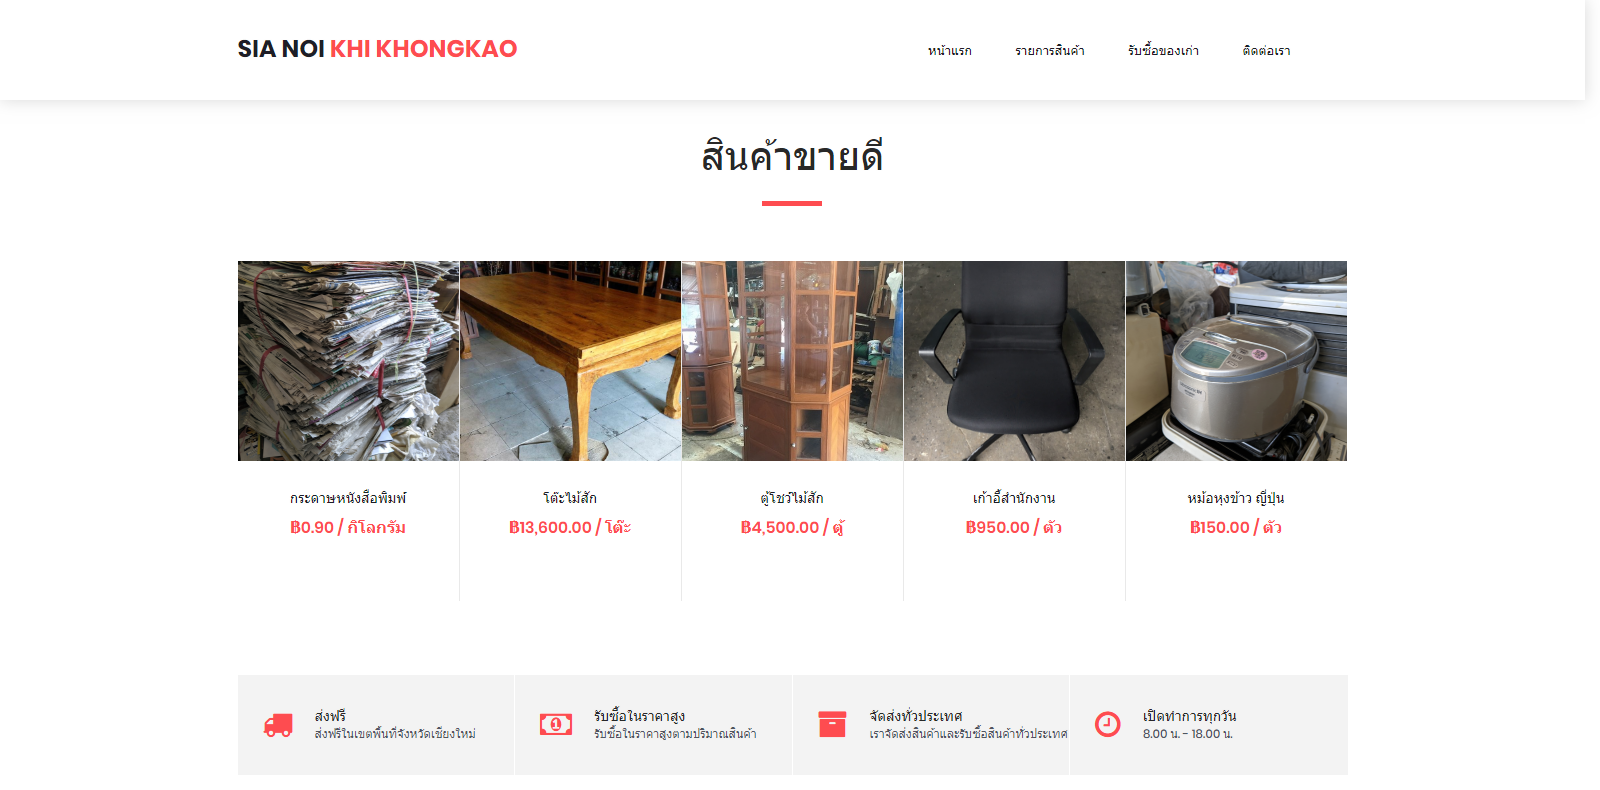 SIA NOI KHI KHONGKAO
หน้าแรก รายการสินค้า รับซื้อของเก่า ติดต่อเรา
สินค้าขายดี
กระดาษหนังสือพิมพ์
฿0.90 / กิโลกรัม
โต๊ะไม้สัก
฿13,600.00 / โต๊ะ
ตู้โชว์ไม้สัก
฿4,500.00 / ตู้
เก้าอี้สำนักงาน
฿950.00 / ตัว
หม้อหุงข้าว ญี่ปุ่น
฿150.00 / ตัว
ส่งฟรี
ส่งฟรีในเขตพื้นที่จังหวัดเชียงใหม่
รับซื้อในราคาสูง
รับซื้อในราคาสูงตามปริมาณสินค้า
จัดส่งทั่วประเทศ
เราจัดส่งสินค้าและรับซื้อสินค้าทั่วประเทศ
เปิดทำการทุกวัน
8.00 น. - 18.00 น.